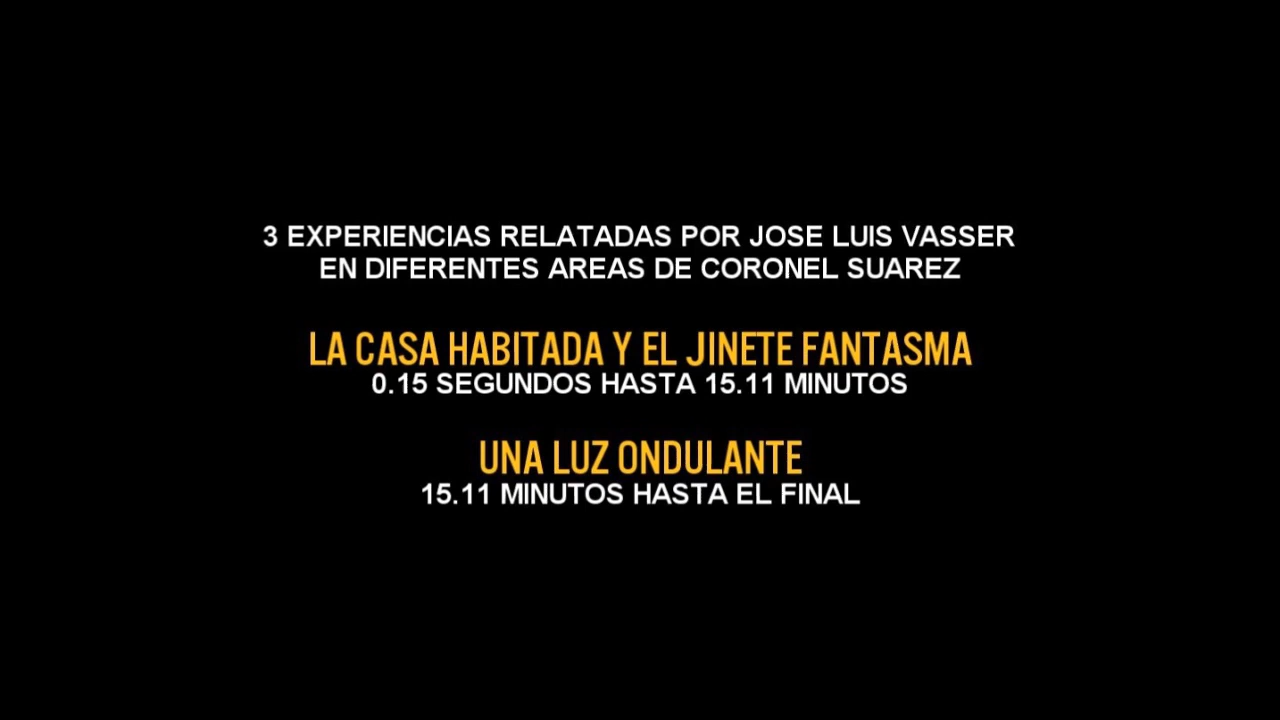 3 EXPERIENCIAS RELATADAS POR JOSE LUIS VASSER
EN DIFERENTES AREAS DE CORONEL SUAREZ
LA CASA HABITADA Y EL JINETE FANTASMA
0.15 SEGUNDOS HASTA 15.11 MINUTOS
UNA LUZ ONDULANTE
15.11 MINUTOS HASTA EL FINAL